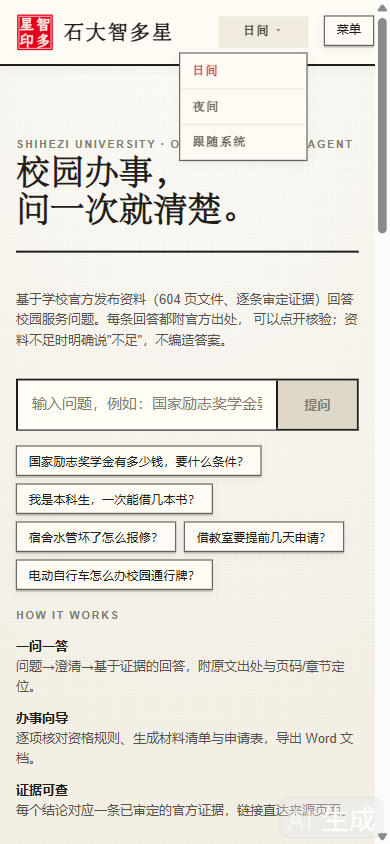 星智
印多
石大智多星
日间
菜单
日间
夜间
跟随系统
SHIHEZI UNIVERSITY · O
AGENT
校园办事，
问一次就清楚。
基于学校官方发布资料（604 页文件、逐条审定证据）回答
校园服务问题。每条回答都附官方出处， 可以点开核验；资
料不足时明确说"不足"，不编造答案。
输入问题，例如：国家励志奖学金
提问
国家励志奖学金有多少钱，要什么条件？
我是本科生，一次能借几本书？
宿舍水管坏了怎么报修？
借教室要提前几天申请？
电动自行车怎么办校园通行牌？
HOW IT WORKS
一问一答
问题→澄清→基于证据的回答，附原文出处与页码/章节定
位。
办事向导
逐项核对资格规则、生成材料清单与申请表，导出 Word 文
档。
证据可查
每个结论对应一条已审定的官方证据，链接直达来源页面。
AI 生成